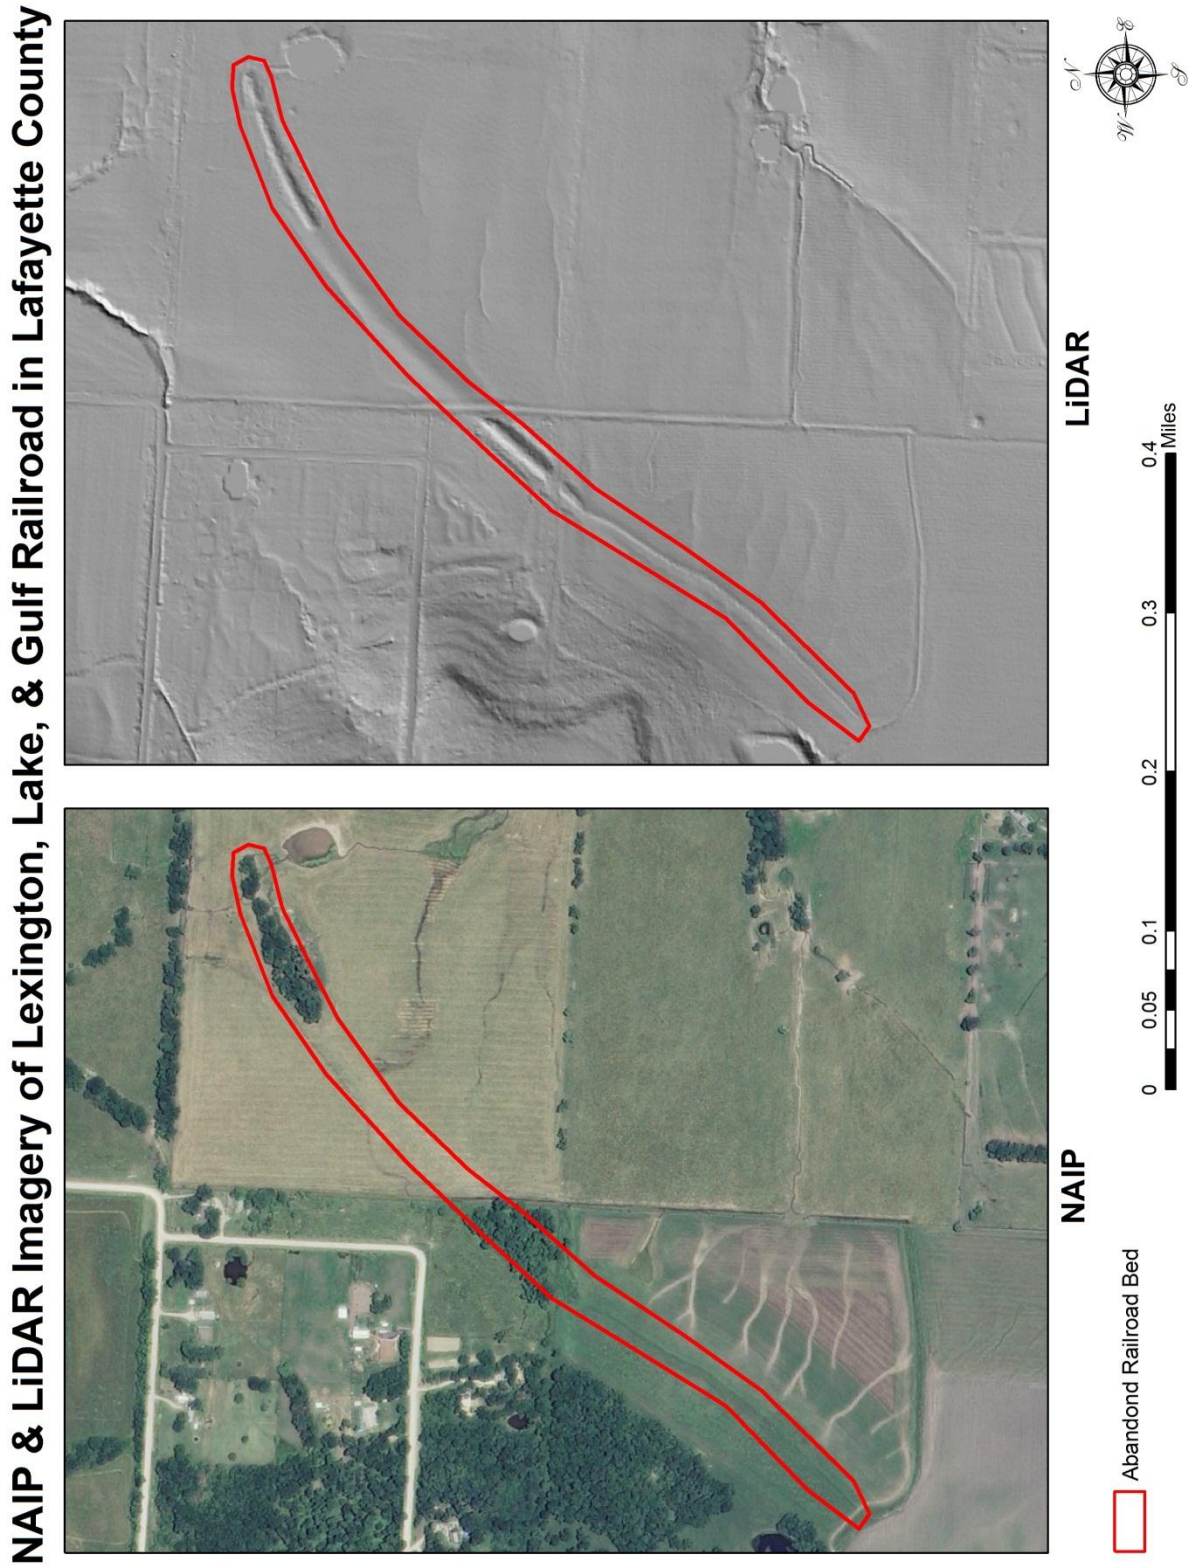 NAIP & LiDAR Imagery of Lexington, Lake, & Gulf Railroad in Lafayette County
NAIP
LiDAR
Abandond Railroad Bed
0 0.05 0.1 0.2 0.3 0.4
Miles
N
E
S
W